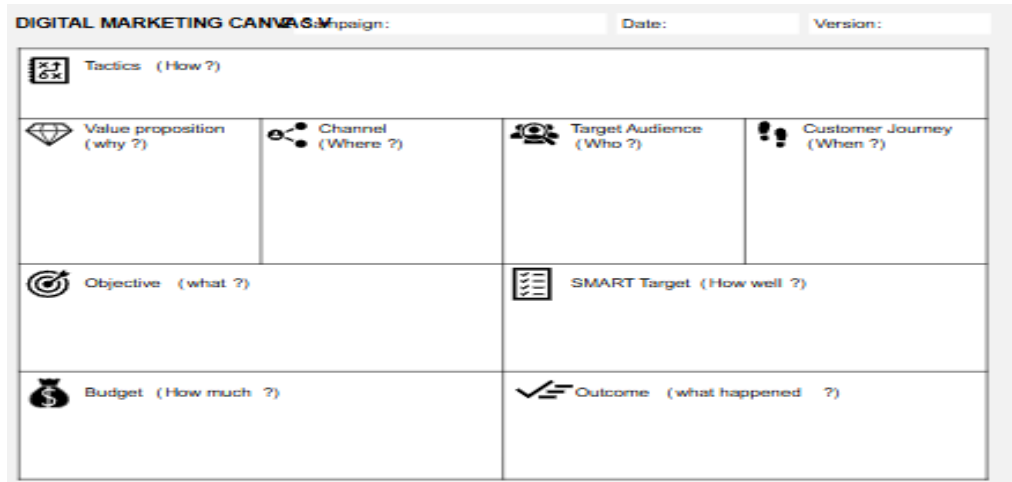 DIGITAL MARKETING CANVAS V Campaign: Date: Version:
Tactics (How ?)
Value proposition
(why ?)
Channel
(Where ?)
Target Audience
(Who ?)
Customer Journey
(When ?)
Objective (what ?)
SMART Target (How well ?)
Budget (How much ?)
Outcome (what happened ?)